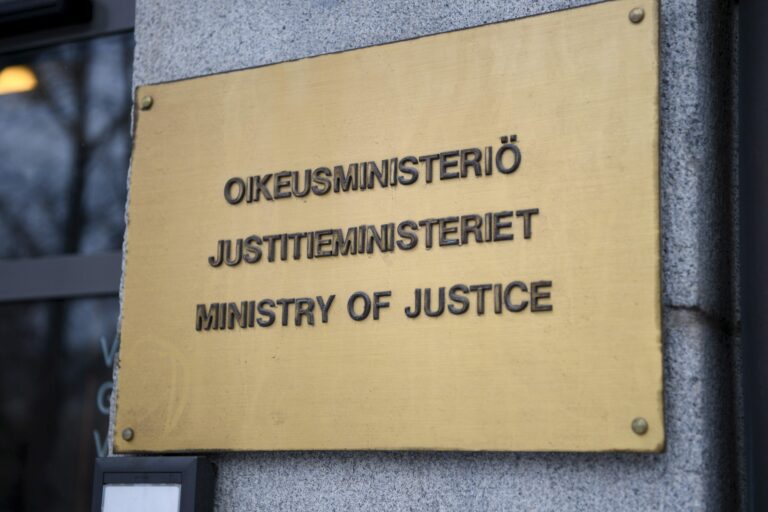 OIKEUSMINISTERIÖ
JUSTITIEMINISTERIET
MINISTRY OF JUSTICE